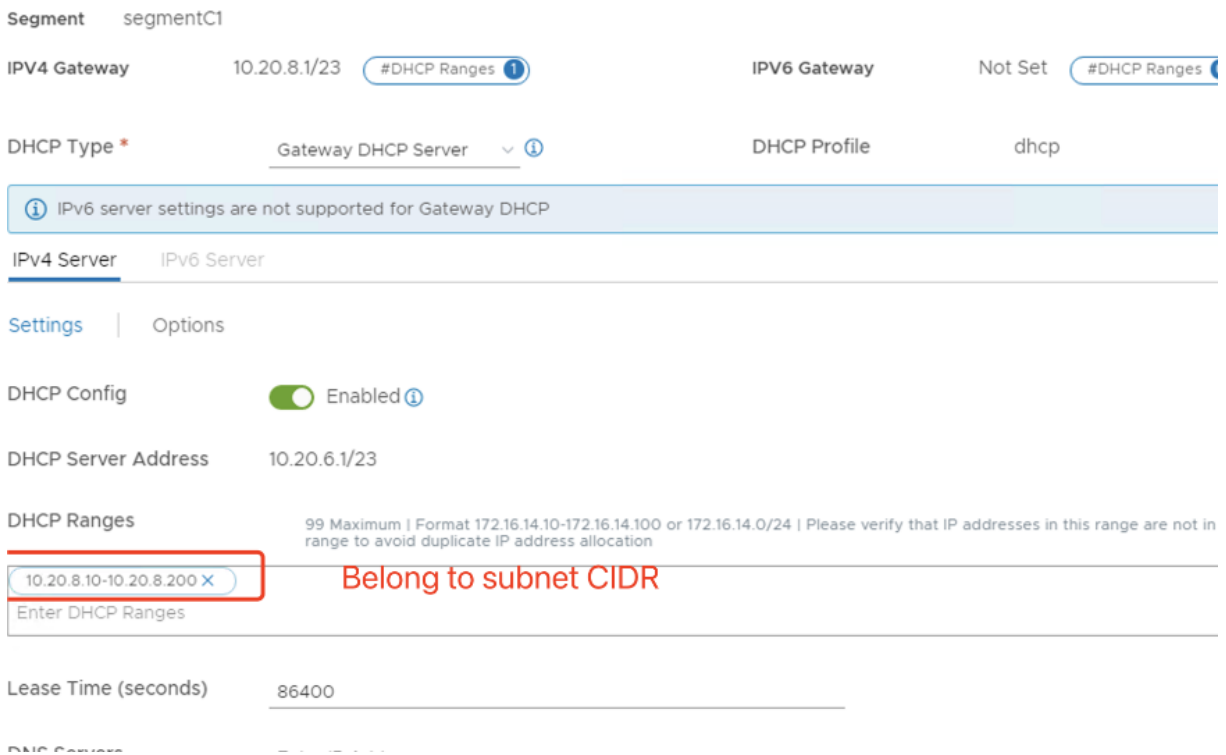 Segment segmentC1
IPV4 Gateway 10.20.8.1/23 #DHCP Ranges 1 IPV6 Gateway Not Set #DHCP Ranges
DHCP Type * Gateway DHCP Server DHCP Profile dhcp
IPv6 server settings are not supported for Gateway DHCP
IPv4 Server IPv6 Server
Settings | Options
DHCP Config Enabled
DHCP Server Address 10.20.6.1/23
DHCP Ranges 99 Maximum | Format 172.16.14.10-172.16.14.100 or 172.16.14.0/24 | Please verify that IP addresses in this range are not in
range to avoid duplicate IP address allocation
10.20.8.10-10.20.8.200 × Belong to subnet CIDR
Enter DHCP Ranges
Lease Time (seconds) 86400
DNS Servers